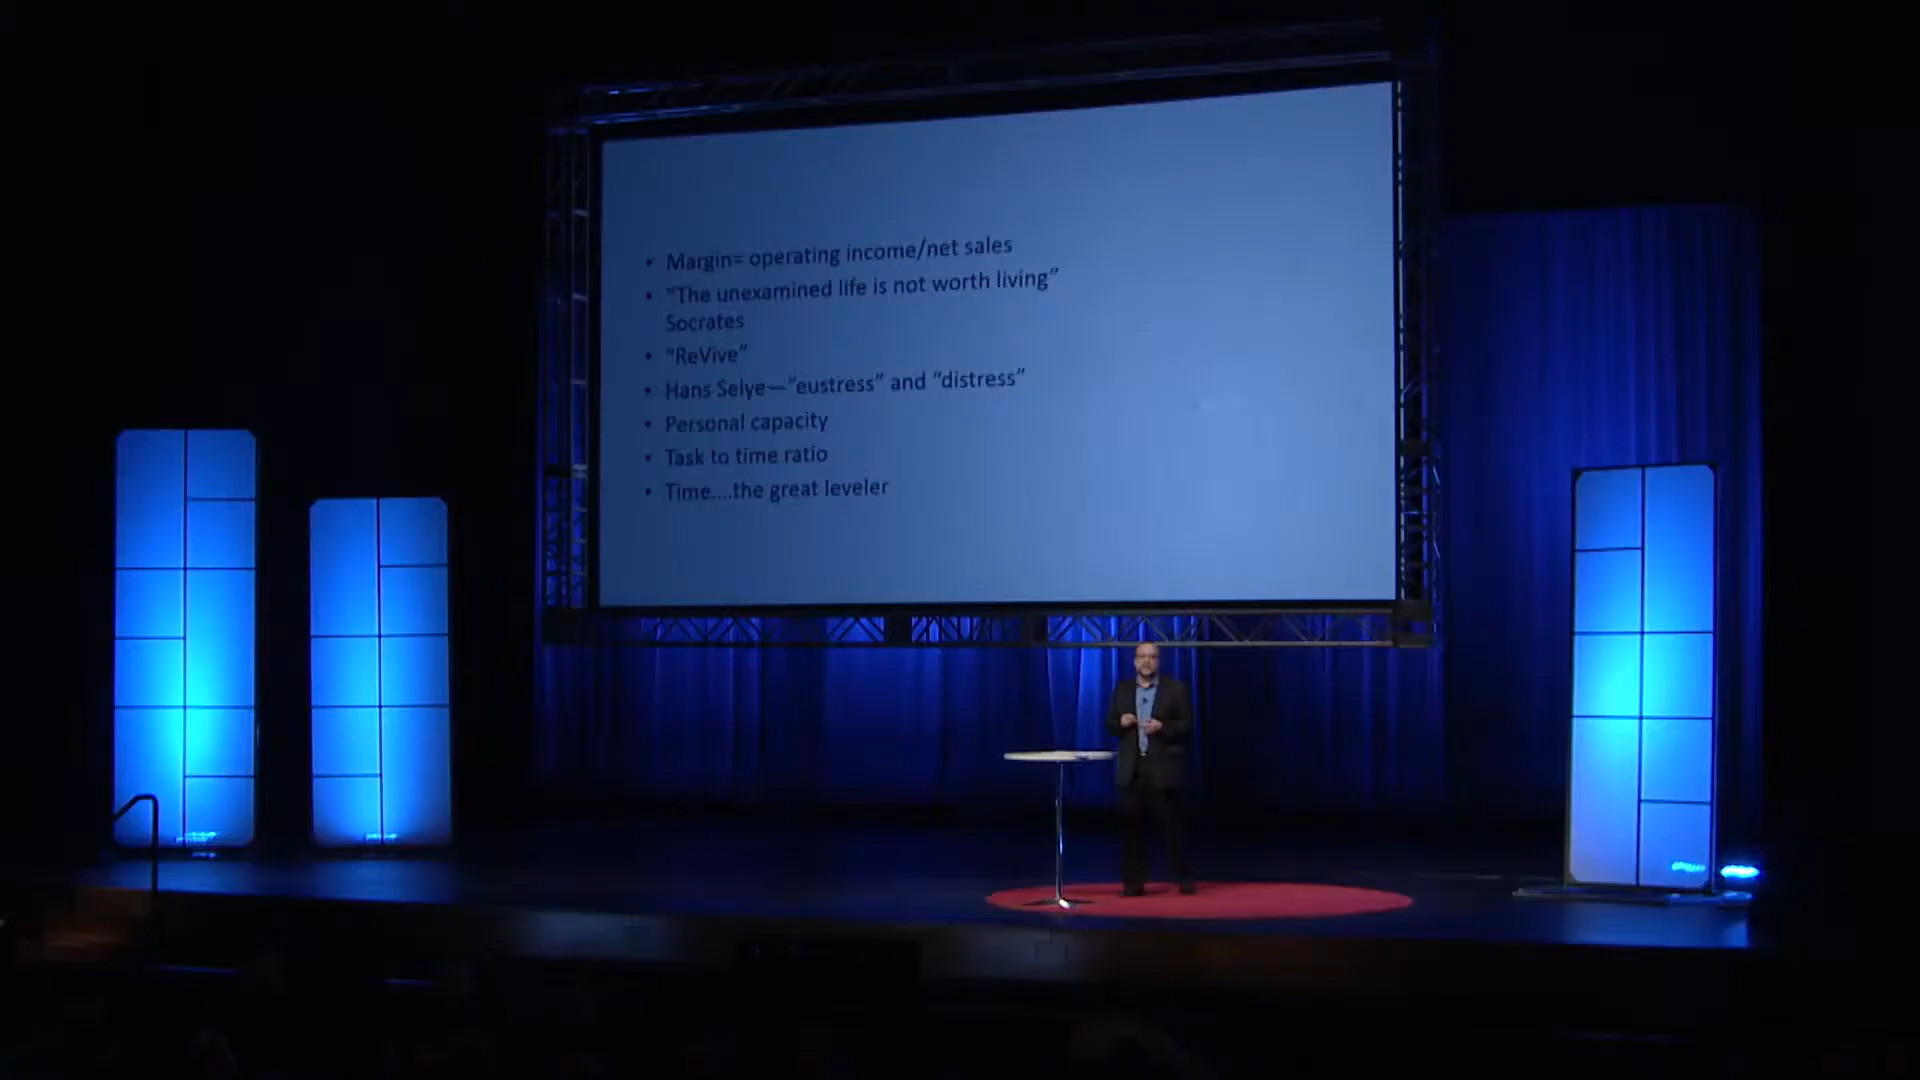 • Margin= operating income/net sales
• “The unexamined life is not worth living”
Socrates
• “ReVive”
• Hans Selye—“eustress” and “distress”
• Personal capacity
• Task to time ratio
• Time....the great leveler